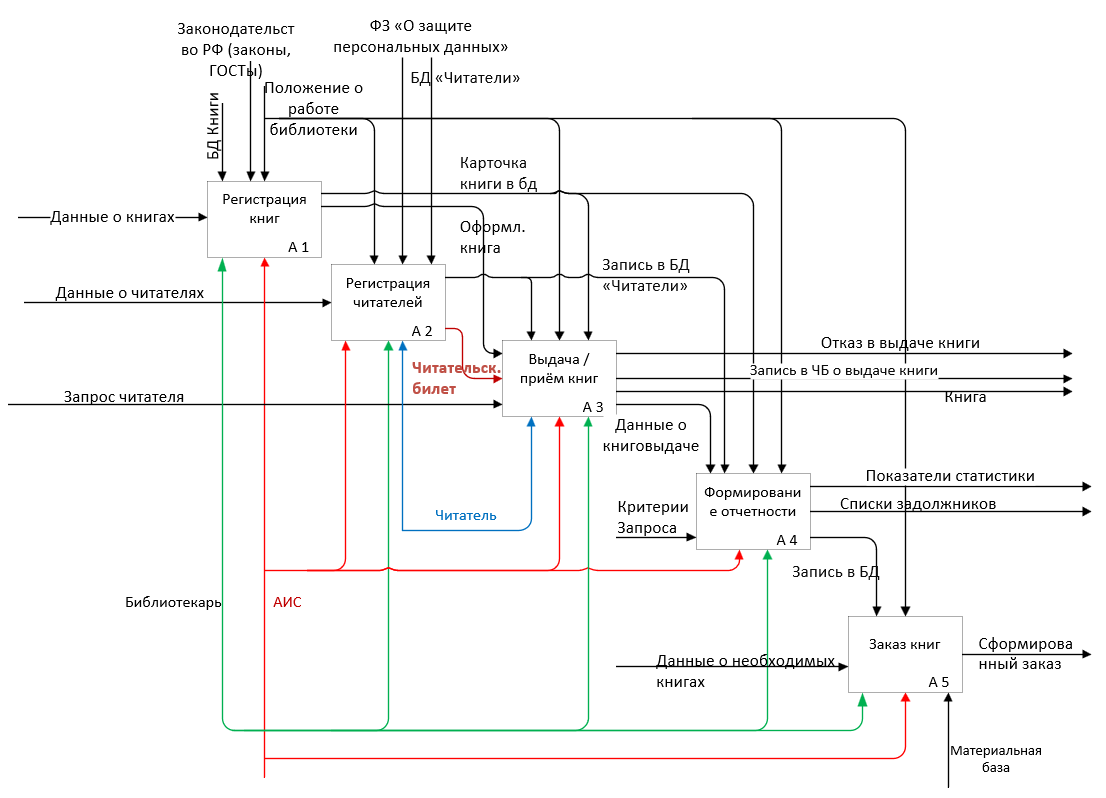 Законодательст
во РФ (законы,
ГОСТы)
ФЗ «О защите
персональных данных»
БД «Читатели»
Положение о
работе
библиотеки
БД Книги
Карточка
книги в бд
Регистрация
книг
А 1
Данные о книгах
Оформл.
книга
Запись в БД
«Читатели»
Регистрация
читателей
А 2
Данные о читателях
Отказ в выдаче книги
Выдача /
приём книг
А 3
Читательск.
билет
Запись в ЧБ о выдаче книги
Книга
Запрос читателя
Данные о
книговыдаче
Показатели статистики
Формировани
е отчетности
А 4
Списки задолжников
Критерии
Запроса
Читатель
Запись в БД
Библиотекарь
АИС
Заказ книг
А 5
Сформирова
нный заказ
Данные о необходимых
книгах
Материальная
база